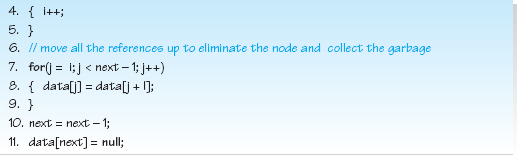 4. { i++;
5. }
6. // move all the references up to eliminate the node and collect the garbage
7. for(j = i; j < next – 1; j++)
8. { data[j] = data[j + 1];
9. }
10. next = next – 1;
11. data[next] = null;